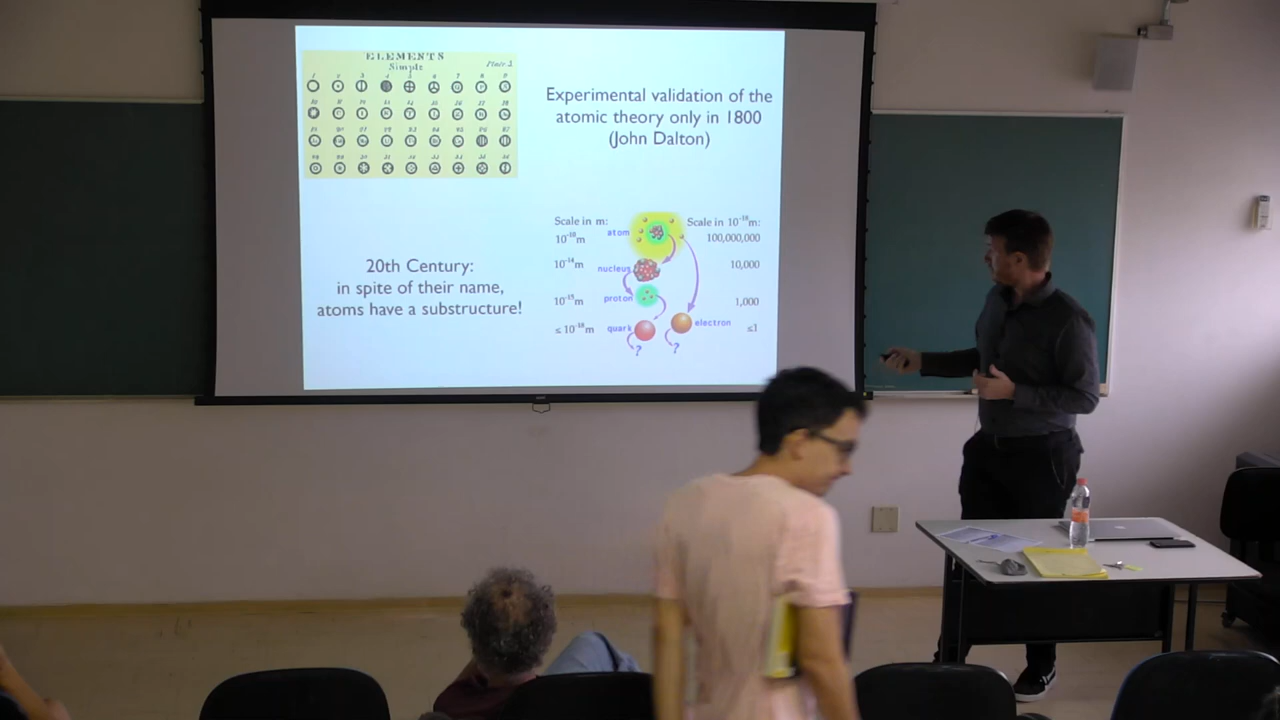 ELEMENTS
Simple
Plate 4
Experimental validation of the
atomic theory only in 1800
(John Dalton)
20th Century:
in spite of their name,
atoms have a substructure!
Scale in m:
Scale in 10⁻¹⁸m:
10⁻¹⁰m
atom
100,000,000
10⁻¹⁴m
nucleus
10,000
10⁻¹⁵m
proton
1,000
≤ 10⁻¹⁸m
quark
electron
≤1
?
?